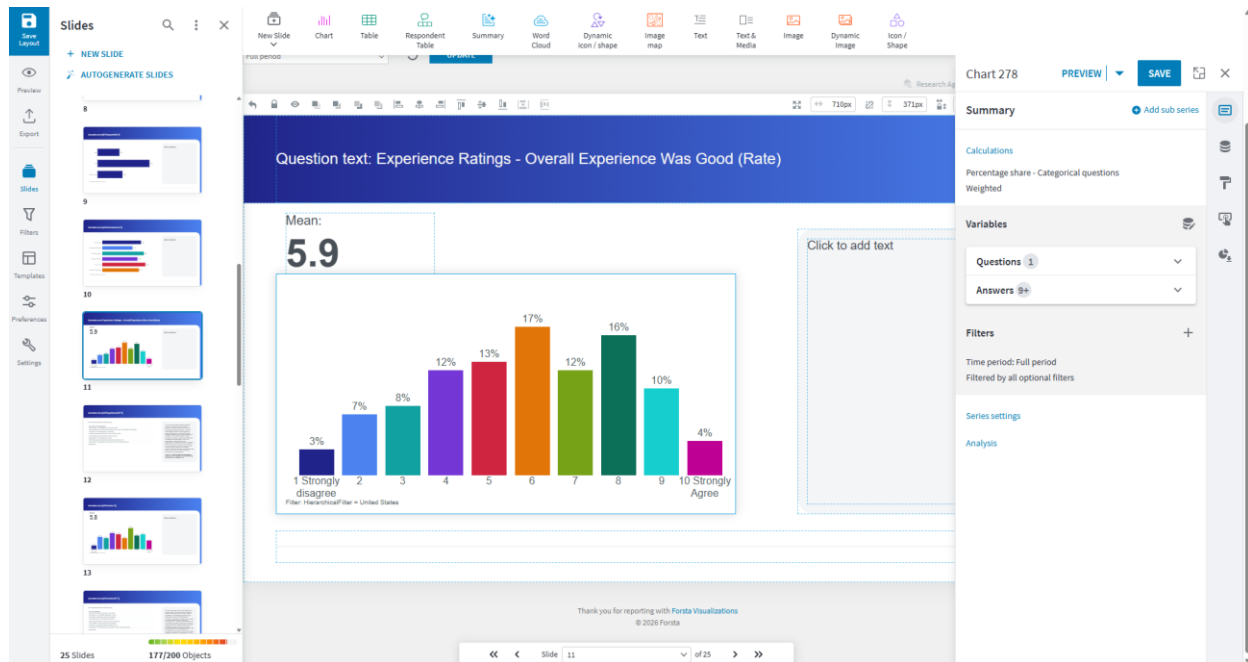 Save
Layout
Preview
Export
Slides
Filters
Templates
Preferences
Settings
Slides
+ NEW SLIDE
AUTOGENERATE SLIDES
8
9
10
11
12
13
25 Slides
177/200 Objects
New Slide
Chart
Table
Respondent
Table
Summary
Word
Cloud
Dynamic
icon / shape
Image
map
Text
Text &
Media
Image
Dynamic
Image
Icon /
Shape
Full period
UPDATE
Research Ag
710px
371px
Question text: Experience Ratings - Overall Experience Was Good (Rate)
Mean:
5.9
Click to add text
3%
7%
8%
12%
13%
17%
12%
16%
10%
4%
1 Strongly
disagree
2
3
4
5
6
7
8
9
10 Strongly
Agree
Filter: HierarchicalFilter = United States
Thank you for reporting with Forsta Visualizations
© 2026 Forsta
Slide
11
of 25
Chart 278
PREVIEW
SAVE
Summary
Add sub series
Calculations
Percentage share - Categorical questions
Weighted
Variables
Questions 1
Answers 9+
Filters
Time period: Full period
Filtered by all optional filters
Series settings
Analysis